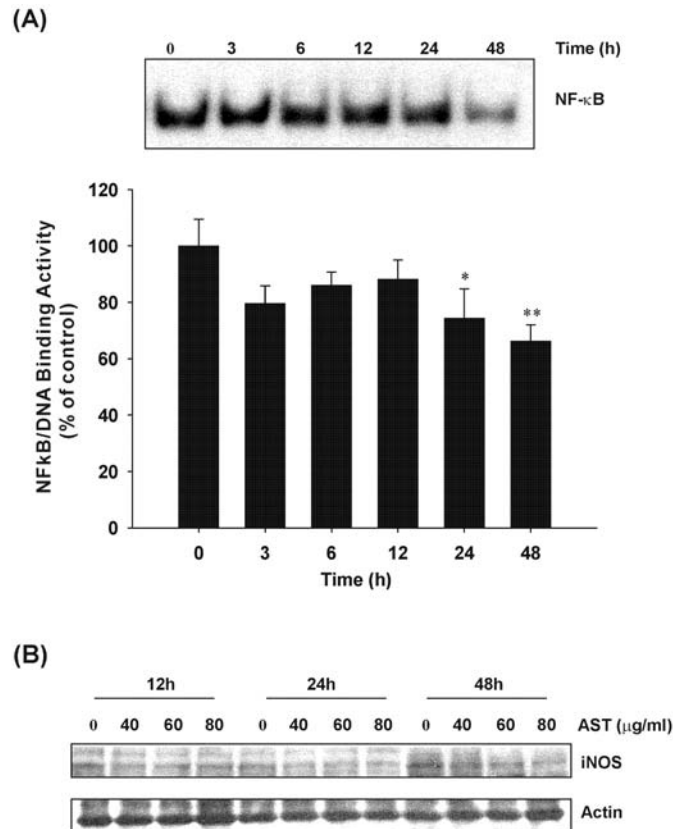 (A)
0 3 6 12 24 48 Time (h)
NF-κB
120
100
80
60
40
20
0
NFkB/DNA Binding Activity
(% of control)
*
**
0 3 6 12 24 48
Time (h)
(B)
12h 24h 48h
0 40 60 80 0 40 60 80 0 40 60 80 AST (μg/ml)
iNOS
Actin